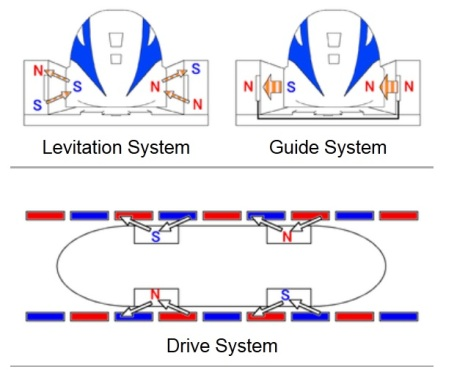 N S
S N
S N
N S N N
Levitation System
Guide System
S N
N S
Drive System